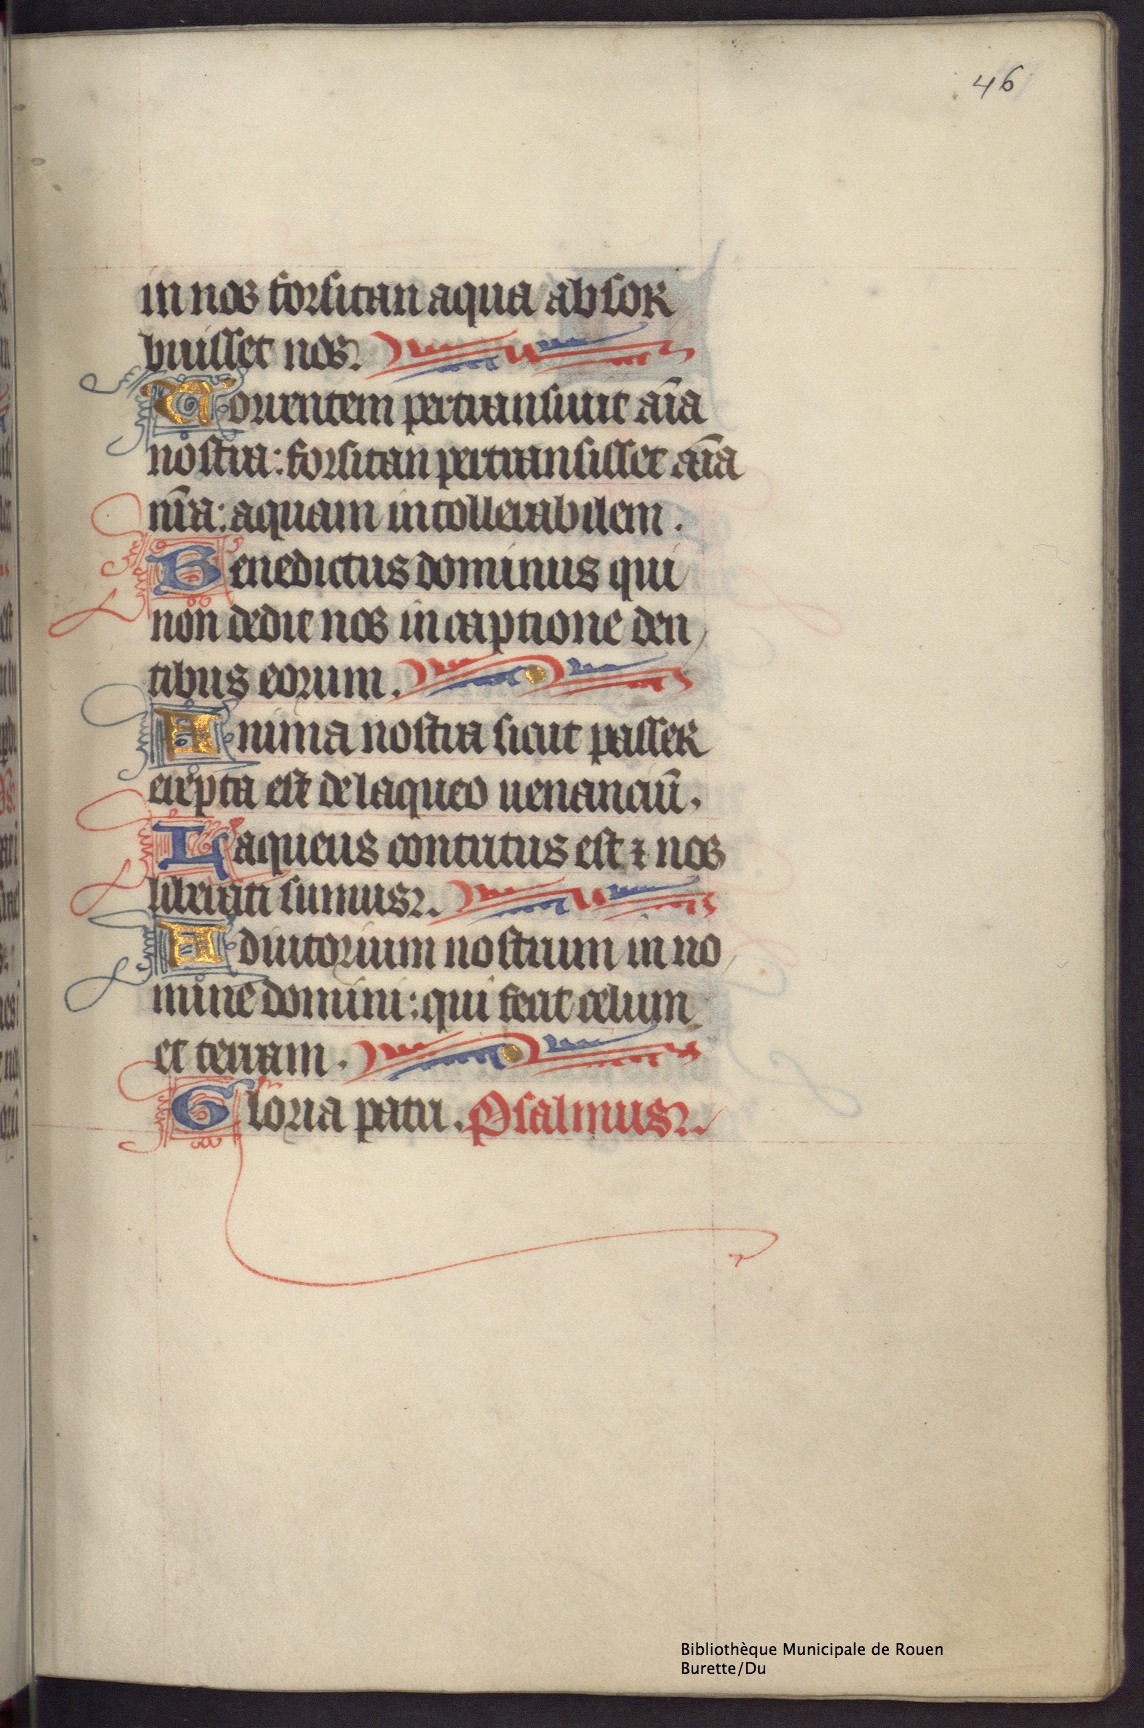 46
in nos forsitan aqua absor
buisset nos.
Torrentem pertransiuit aīa
nostra: forsitan pertransisset aīa
nr̄a: aquam intollerabilem.
Benedictus dominus qui
non dedit nos in captione den
tibus eorum.
Anima nostra sicut passer
erepta est de laqueo uenanciū.
Laqueus contritus est ⁊ nos
liberati sumus.
Adiutorium nostrum in no
mine domini: qui fecit celum
et terram.
Gloria patri. Psalmus.
Bibliothèque Municipale de Rouen
Burette/Du